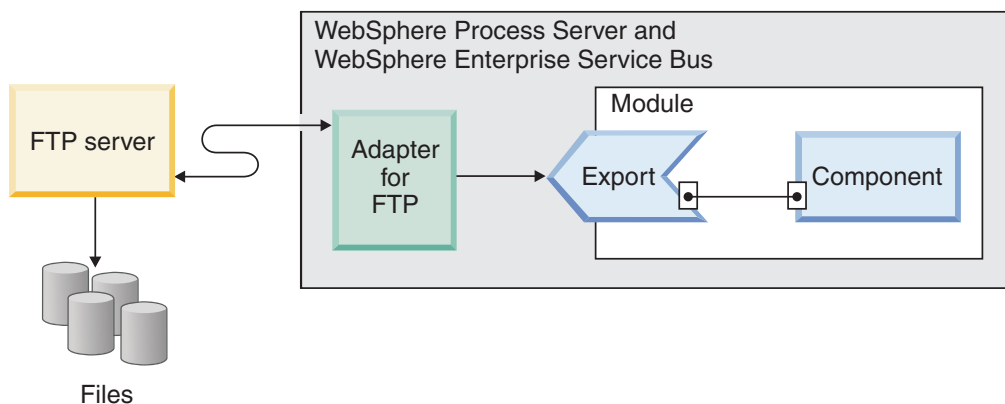 WebSphere Process Server and
WebSphere Enterprise Service Bus
Module
FTP server
Adapter
for
FTP
Export
Component
Files